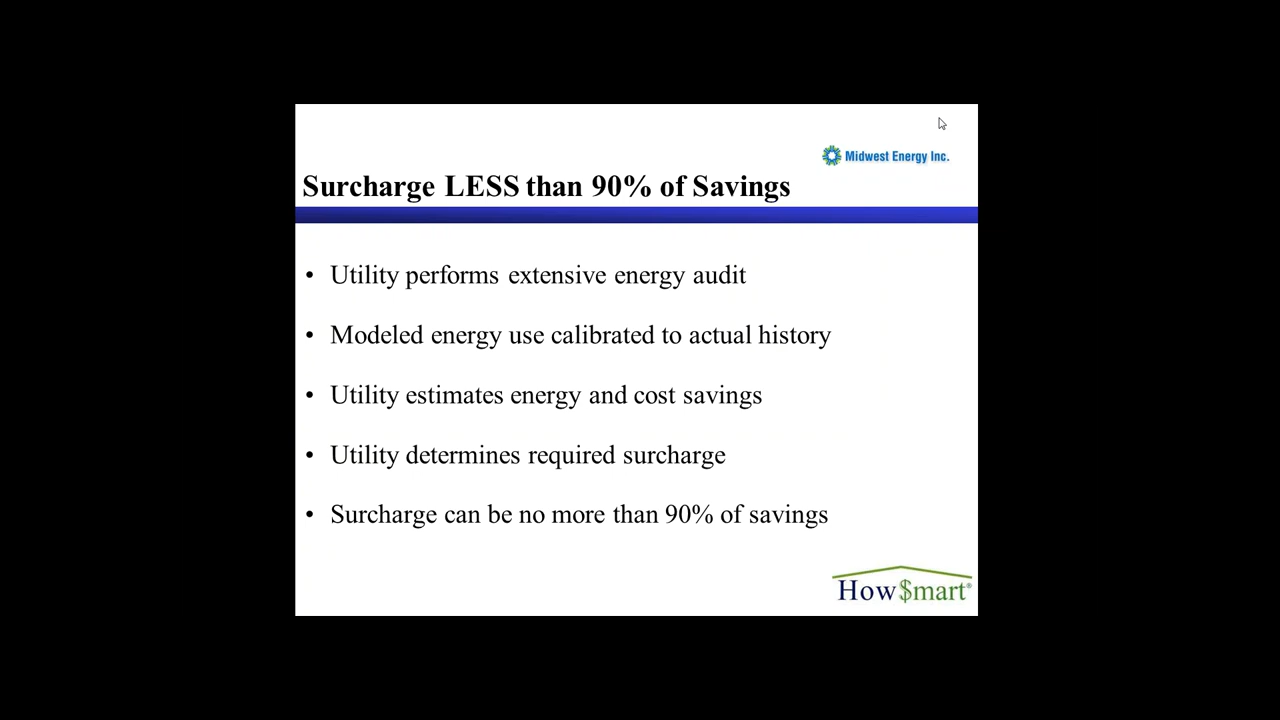 Midwest Energy Inc.
Surcharge LESS than 90% of Savings
• Utility performs extensive energy audit
• Modeled energy use calibrated to actual history
• Utility estimates energy and cost savings
• Utility determines required surcharge
• Surcharge can be no more than 90% of savings
How$mart®